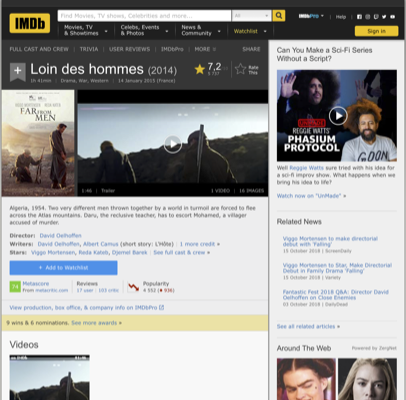 IMDb
Find Movies, TV shows, Celebrities and more...
All
IMDbPro
Help
Movies, TV
& Showtimes
Celebs, Events
& Photos
News &
Community
Watchlist
Sign in
FULL CAST AND CREW | TRIVIA | USER REVIEWS | IMDbPro | MORE
SHARE
Loin des hommes (2014)
1h 41min | Drama, War, Western | 14 January 2015 (France)
7,2
Rate
This
FAR FROM
MEN
1:46 | Trailer
1 VIDEO | 16 IMAGES
Algeria, 1954. Two very different men thrown together by a world in turmoil are forced to flee
across the Atlas mountains. Daru, the reclusive teacher, has to escort Mohamed, a villager
accused of murder.
Director: David Oelhoffen
Writers: David Oelhoffen, Albert Camus (short story: L'Hôte) | 1 more credit »
Stars: Viggo Mortensen, Reda Kateb, Djemel Barek | See full cast & crew »
+ Add to Watchlist
Metascore
From metacritic.com
Reviews
17 user | 103 critic
Popularity
View production, box office, & company info on IMDbPro
9 wins & 6 nominations. See more awards »
Videos
Can You Make a Sci-Fi Series
Without a Script?
REGGIE WATTS'
PHASIUM
PROTOCOL
Well Reggie Watts sure tried with his idea for
a sci-fi improv show. What happens when we
bring his idea to life?
Watch now on "UnMade" »
Related News
Viggo Mortensen to make directorial
debut with 'Falling'
15 October 2018 | ScreenDaily
Viggo Mortensen to Star, Make Directorial
Debut in Family Drama 'Falling'
15 October 2018 | Variety
Fantastic Fest 2018 Q&A: Director David
Oelhoffen on Close Enemies
03 October 2018 | DailyDead
See all related articles »
Around The Web
Powered by ZergNet